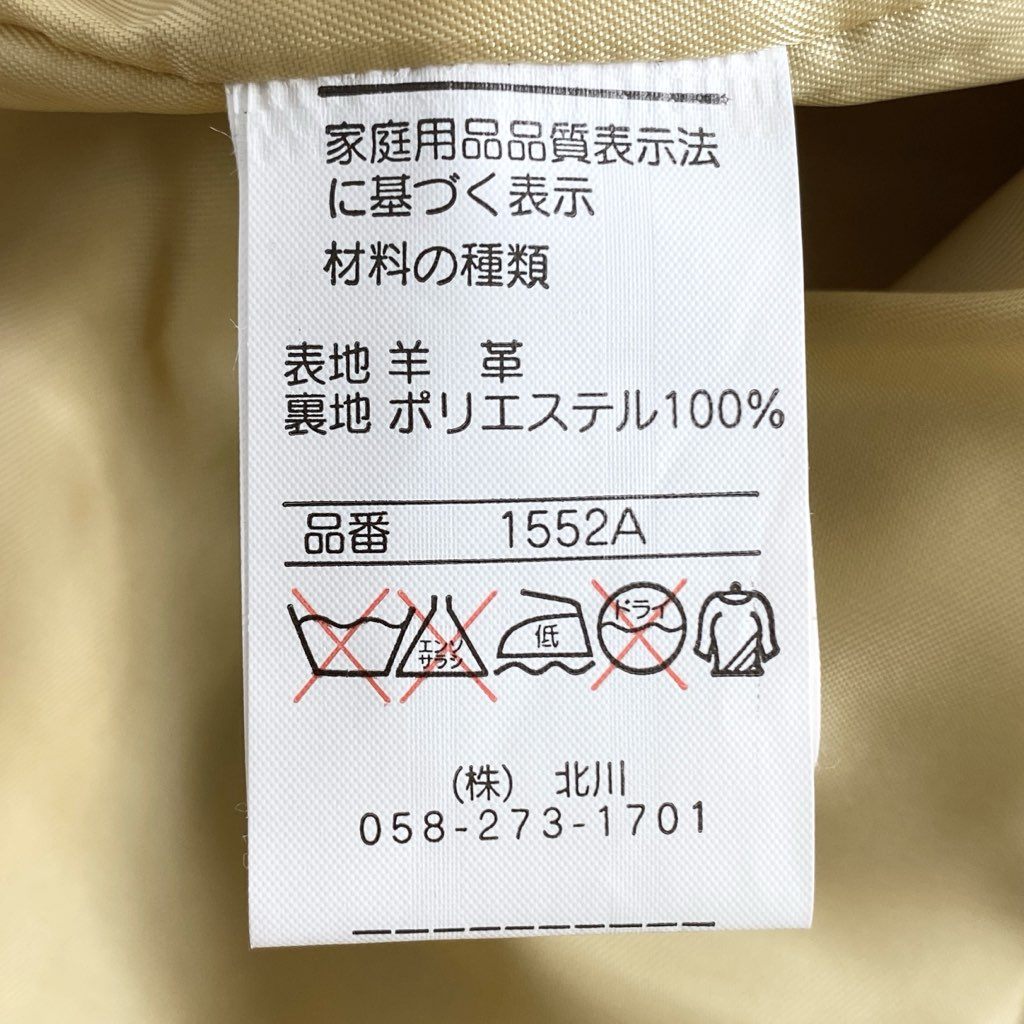 家庭用品品質表示法
に基づく表示
材料の種類
表地 羊 革
裏地 ポリエステル100%
品番 1552A
エンソ
サラシ
低
ドライ
(株) 北川
058-273-1701